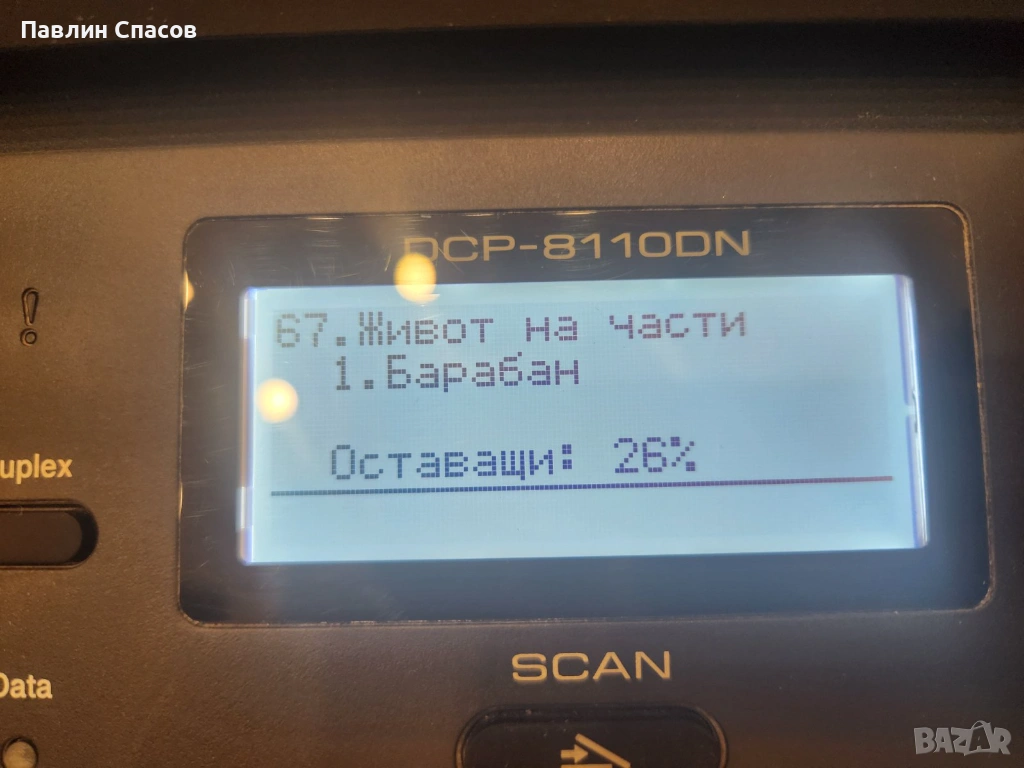 Павлин Спасов
DCP-8110DN
67.Живот на части
1.Барабан
Оставащи: 26%
uplex
SCAN
Data
BAZAR